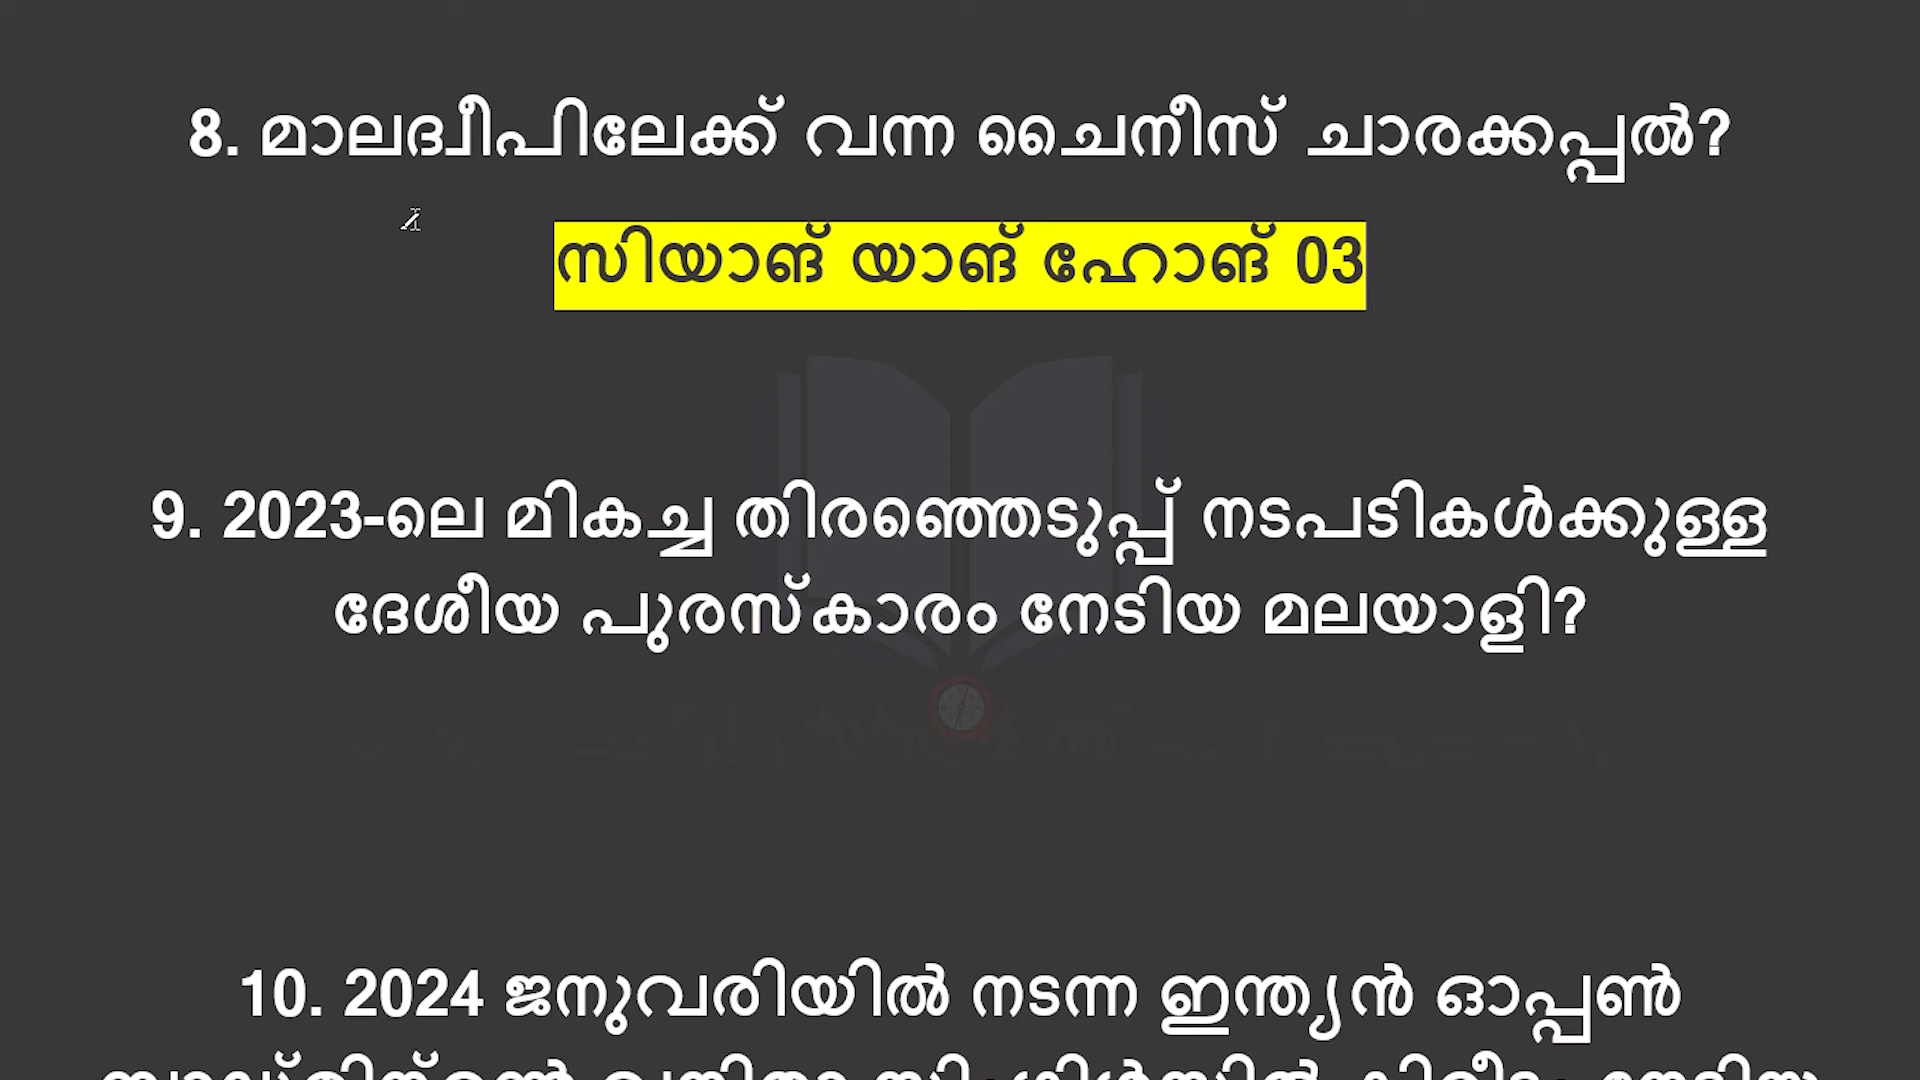 8. മാലദ്വീപിലേക്ക് വന്ന ചൈനീസ് ചാരക്കപ്പൽ?
സിയാങ് യാങ് ഹോങ് 03
9. 2023-ലെ മികച്ച തിരഞ്ഞെടുപ്പ് നടപടികൾക്കുള്ള
ദേശീയ പുരസ്കാരം നേടിയ മലയാളി?
10. 2024 ജനുവരിയിൽ നടന്ന ഇന്ത്യൻ ഓപ്പൺ